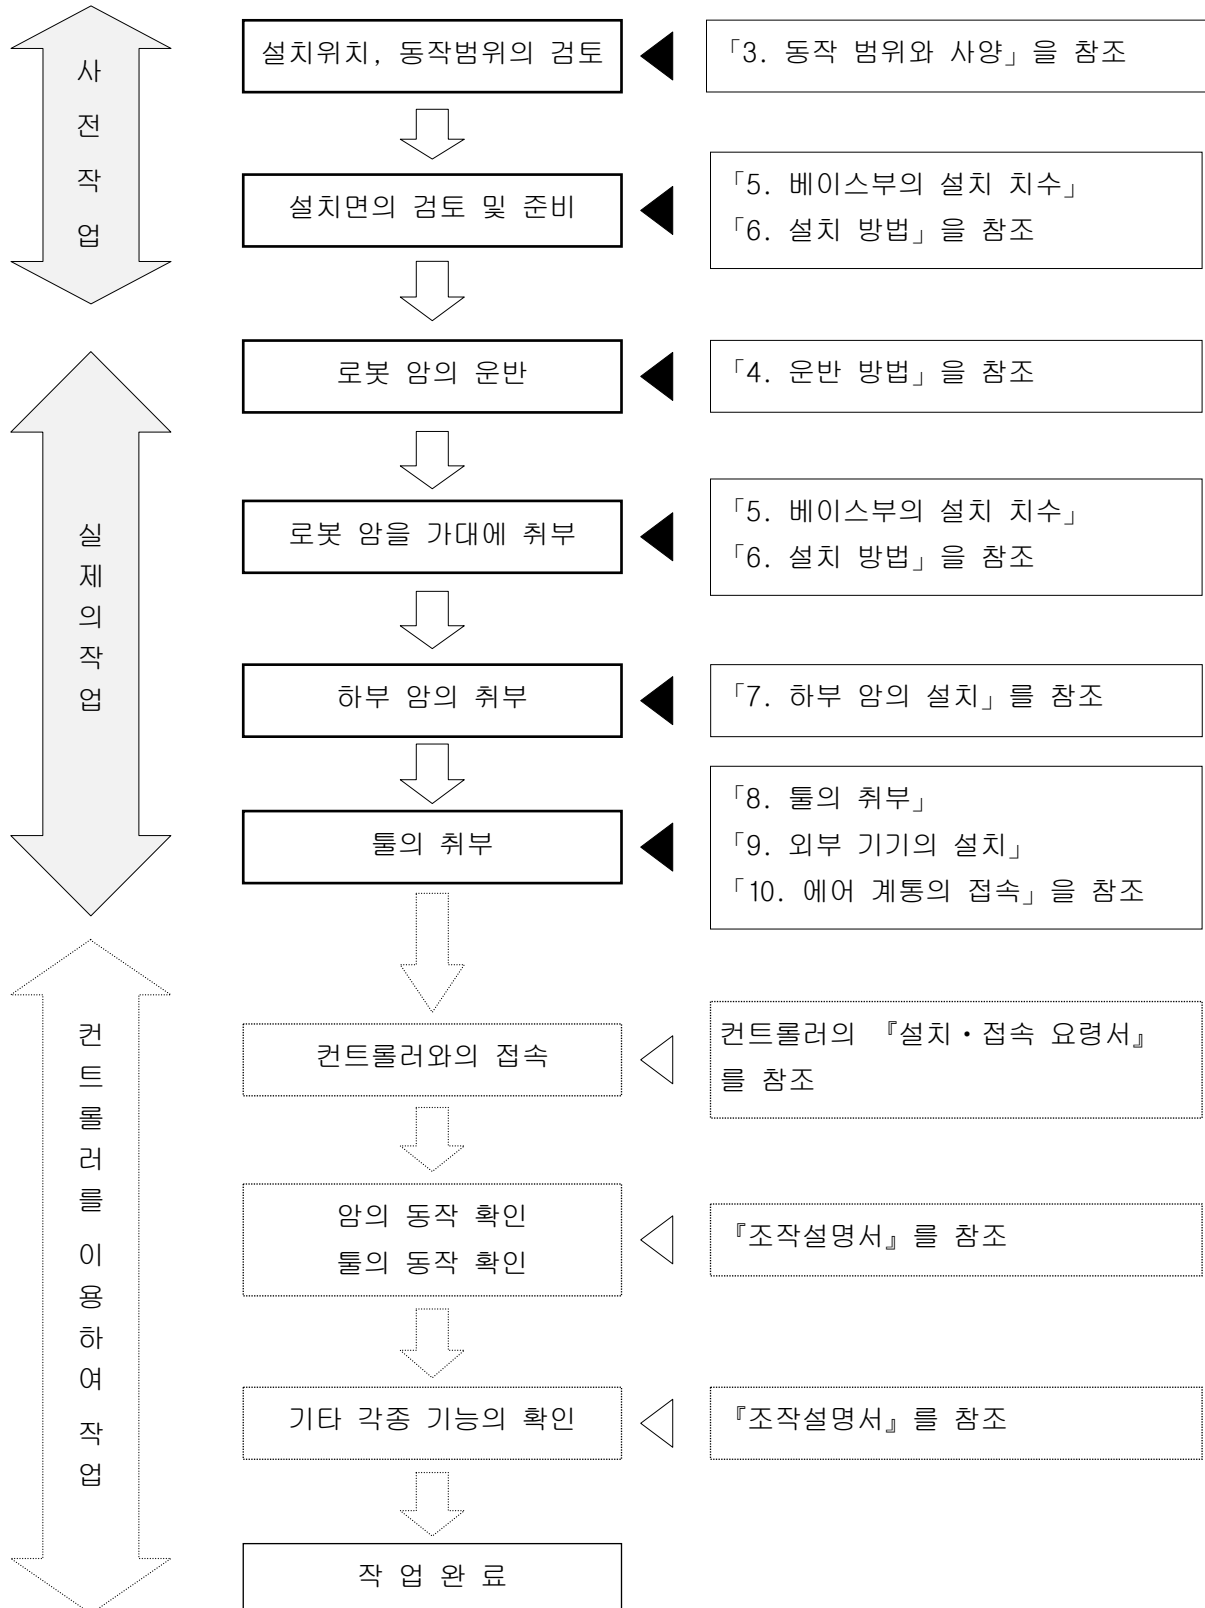 사전작업
설치위치, 동작범위의 검토
「3. 동작 범위와 사양」을 참조
설치면의 검토 및 준비
「5. 베이스부의 설치 치수」
「6. 설치 방법」을 참조
실제의작업
로봇 암의 운반
「4. 운반 방법」을 참조
로봇 암을 가대에 취부
「5. 베이스부의 설치 치수」
「6. 설치 방법」을 참조
하부 암의 취부
「7. 하부 암의 설치」를 참조
툴의 취부
「8. 툴의 취부」
「9. 외부 기기의 설치」
「10. 에어 계통의 접속」을 참조
컨트롤러를 이용하여 작업
컨트롤러와의 접속
컨트롤러의 『설치・접속 요령서』
를 참조
암의 동작 확인
툴의 동작 확인
『조작설명서』를 참조
기타 각종 기능의 확인
『조작설명서』를 참조
작 업 완 료